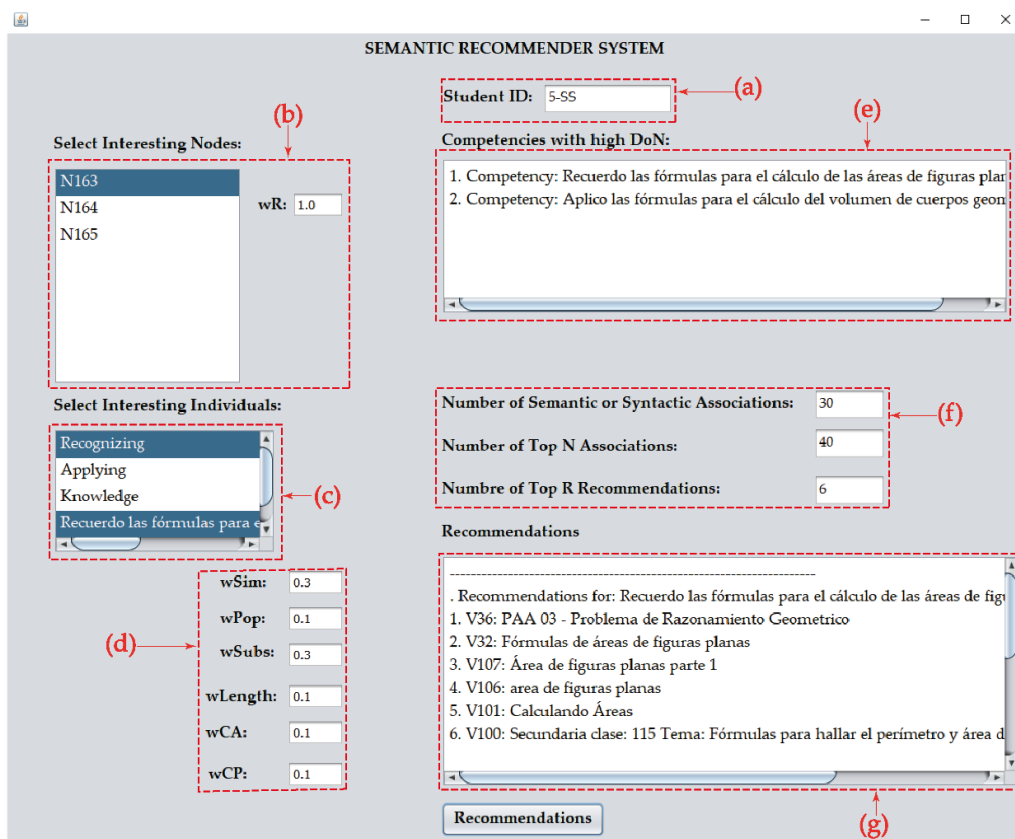 SEMANTIC RECOMMENDER SYSTEM
Student ID: 5-SS
(a)
(b)
Select Interesting Nodes:
N163
N164
N165
wR: 1.0
Competencies with high DoN:
(e)
1. Competency: Recuerdo las fórmulas para el cálculo de las áreas de figuras plan
2. Competency: Aplico las fórmulas para el cálculo del volumen de cuerpos geon
Select Interesting Individuals:
Recognizing
Applying
Knowledge
Recuerdo las fórmulas para e
(c)
Number of Semantic or Syntactic Associations: 30
Number of Top N Associations: 40
Numbre of Top R Recommendations: 6
(f)
wSim: 0.3
wPop: 0.1
wSubs: 0.3
wLength: 0.1
wCA: 0.1
wCP: 0.1
(d)
Recommendations
----------------------------------------------------------------------
. Recommendations for: Recuerdo las fórmulas para el cálculo de las áreas de figu
1. V36: PAA 03 - Problema de Razonamiento Geometrico
2. V32: Fórmulas de áreas de figuras planas
3. V107: Área de figuras planas parte 1
4. V106: area de figuras planas
5. V101: Calculando Áreas
6. V100: Secundaria clase: 115 Tema: Fórmulas para hallar el perímetro y área d
Recommendations
(g)